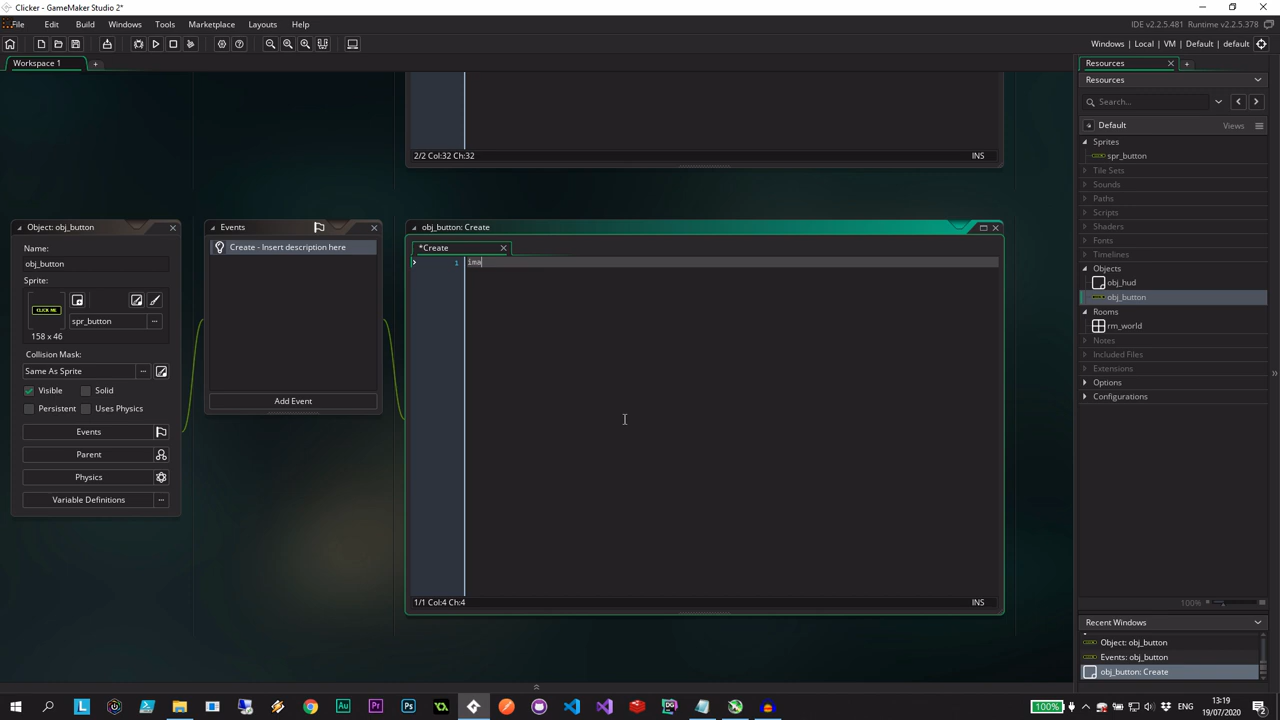 Clicker - GameMaker Studio 2*
File Edit Build Windows Tools Marketplace Layouts Help
IDE v2.2.5.481 Runtime v2.2.5.378
Windows | Local | VM | Default | default
Workspace 1
2/2 Col:32 Ch:32 INS
Object: obj_button
Name:
obj_button
Sprite:
CLICK ME
spr_button
158 x 46
Collision Mask:
Same As Sprite
Visible Solid
Persistent Uses Physics
Events
Parent
Physics
Variable Definitions
Events
Create - Insert description here
Add Event
obj_button: Create
*Create
1 ima
1/1 Col:4 Ch:4 INS
Resources
Resources
Search...
Default Views
Sprites
spr_button
Tile Sets
Sounds
Paths
Scripts
Shaders
Fonts
Timelines
Objects
obj_hud
obj_button
Rooms
rm_world
Notes
Included Files
Extensions
Options
Configurations
100%
Recent Windows
Object: obj_button
Events: obj_button
obj_button: Create
L Au Pr Ps
100%
13:19
19/07/2020
2